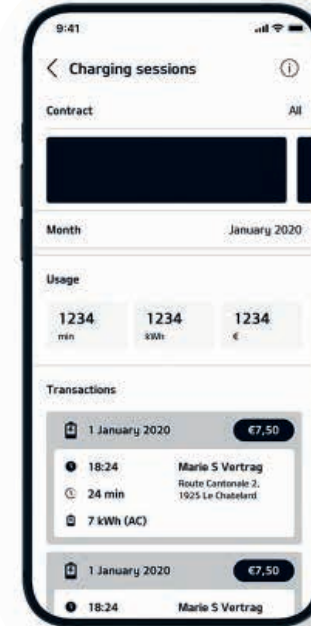 9:41
Charging sessions
Contract All
Month January 2020
Usage
1234 1234 1234
min kWh €
Transactions
1 January 2020 €7,50
18:24 Marie S Vertrag
Route Cantonale 2,
24 min 1925 Le Chatelard
7 kWh (AC)
1 January 2020 €7,50
18:24 Marie S Vertrag